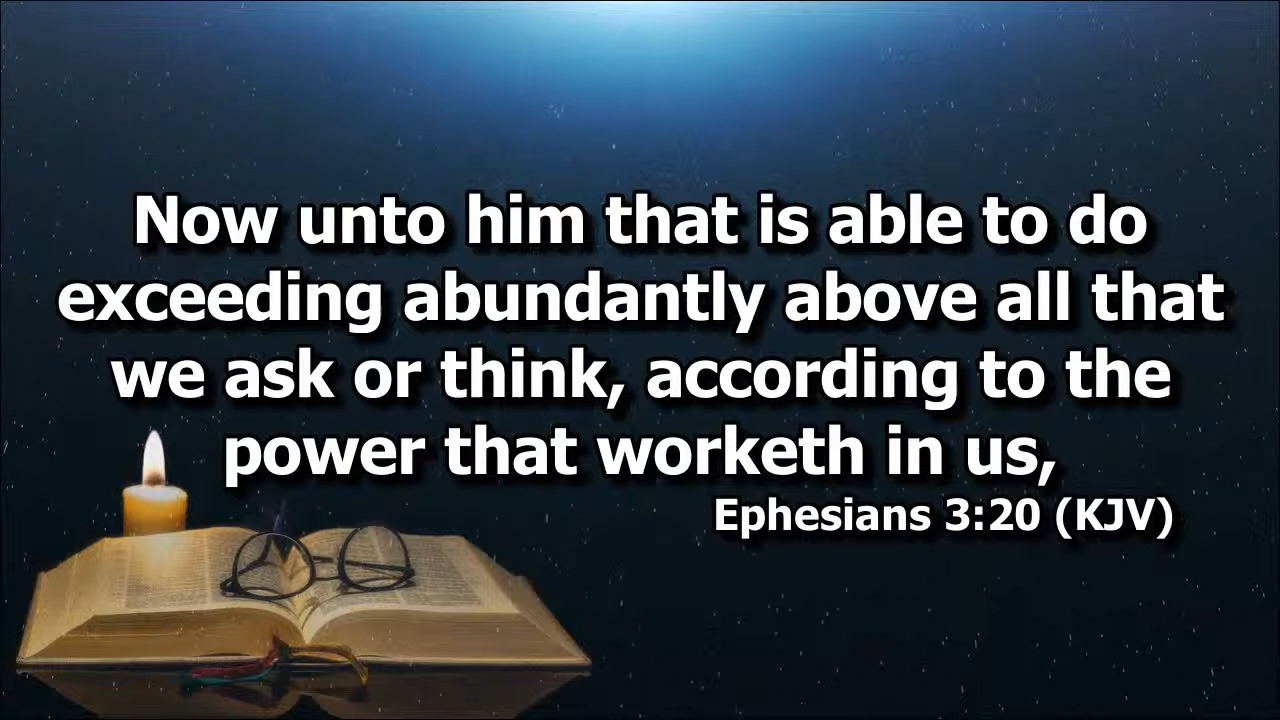 Now unto him that is able to do
exceeding abundantly above all that
we ask or think, according to the
power that worketh in us,
Ephesians 3:20 (KJV)